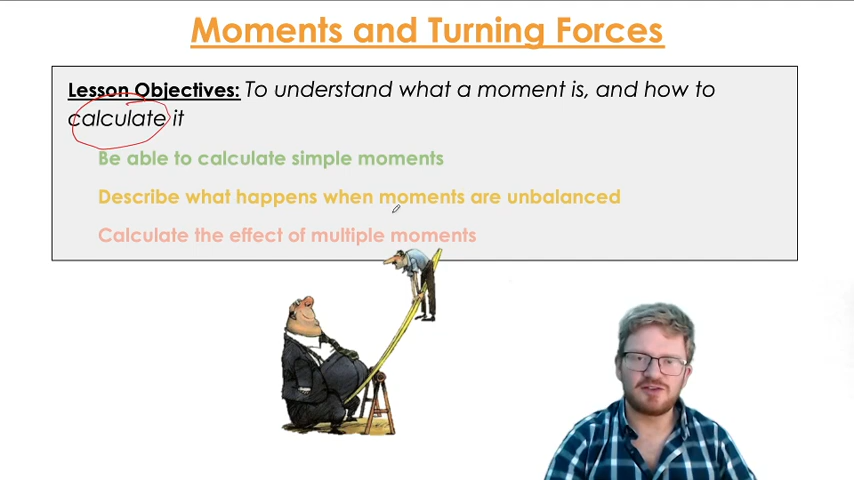 Moments and Turning Forces
Lesson Objectives: To understand what a moment is, and how to
calculate it
Be able to calculate simple moments
Describe what happens when moments are unbalanced
Calculate the effect of multiple moments